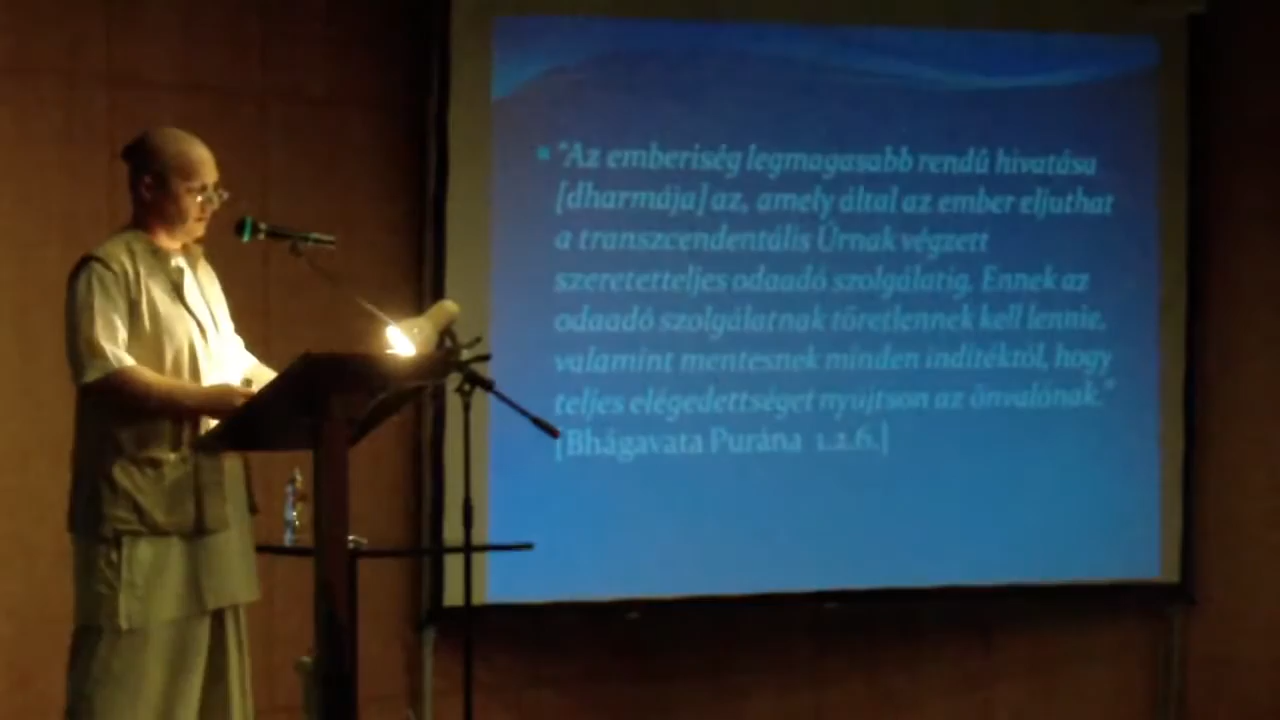 "Az emberiség legmagasabb rendű hivatása
[dharmája] az, amely által az ember eljuthat
a transzcendentális Úrnak végzett
szeretetteljes odaadó szolgálatig. Ennek az
odaadó szolgálatnak töretlennek kell lennie,
valamint mentesnek minden indítéktól, hogy
teljes elégedettséget nyújtson az önvalónak."
[Bhágavata Purána 1.2.6.]